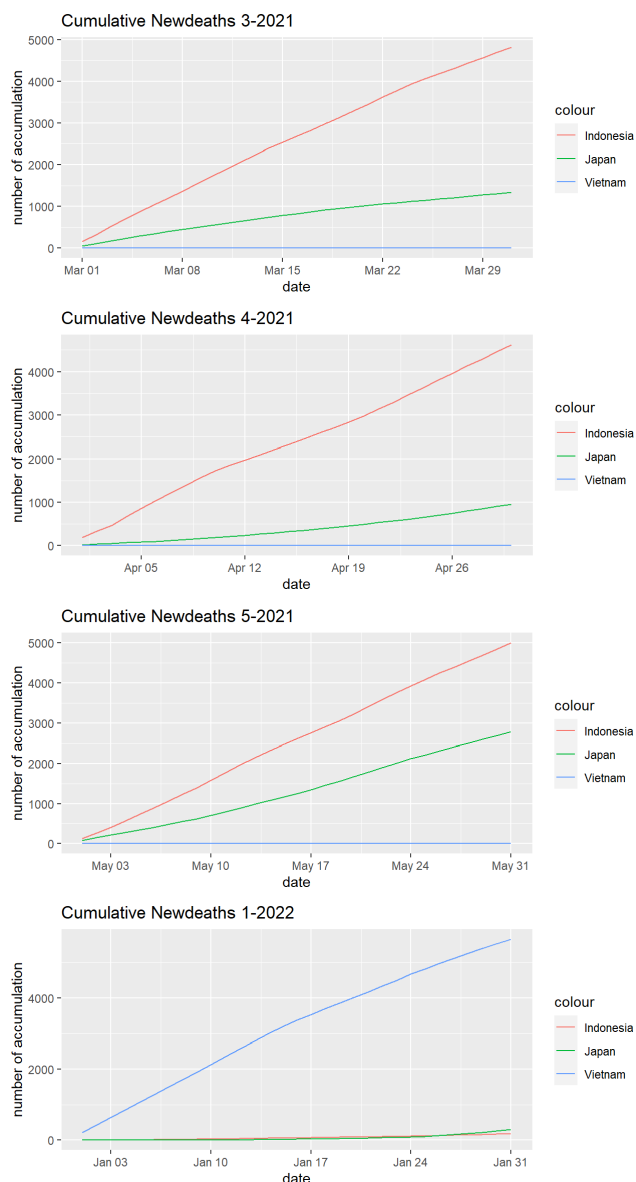 Cumulative Newdeaths 3-2021
5000
4000
3000
2000
1000
0
number of accumulation
Mar 01 Mar 08 Mar 15 Mar 22 Mar 29
date
colour
Indonesia
Japan
Vietnam
Cumulative Newdeaths 4-2021
4000
3000
2000
1000
0
number of accumulation
Apr 05 Apr 12 Apr 19 Apr 26
date
colour
Indonesia
Japan
Vietnam
Cumulative Newdeaths 5-2021
5000
4000
3000
2000
1000
0
number of accumulation
May 03 May 10 May 17 May 24 May 31
date
colour
Indonesia
Japan
Vietnam
Cumulative Newdeaths 1-2022
4000
2000
0
number of accumulation
Jan 03 Jan 10 Jan 17 Jan 24 Jan 31
date
colour
Indonesia
Japan
Vietnam